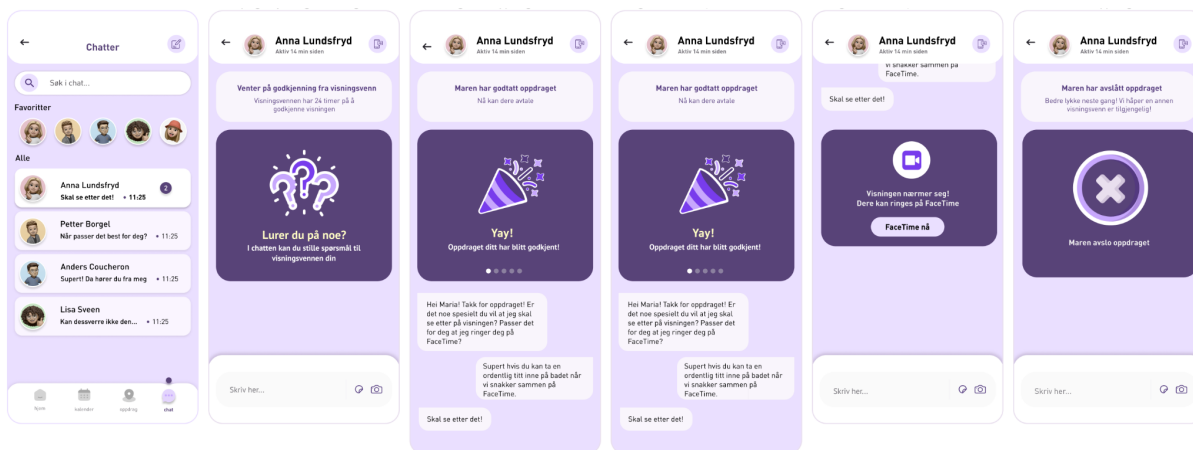 Chatter
Søk i chat...
Favoritter
Alle
Anna Lundsfryd
Skal se etter det! • 11:25
2
Petter Borgel
Når passer det best for deg? • 11:25
Anders Coucheron
Supert! Da hører du fra meg • 11:25
Lisa Sveen
Kan dessverre ikke den... • 11:25
hjem
kalender
oppdrag
chat
Anna Lundsfryd
Aktiv 14 min siden
Venter på godkjenning fra visningsvenn
Visningsvennen har 24 timer på å
godkjenne visningen
Lurer du på noe?
I chatten kan du stille spørsmål til
visningsvennen din
Skriv her...
Anna Lundsfryd
Aktiv 14 min siden
Maren har godtatt oppdraget
Nå kan dere avtale
Yay!
Oppdraget ditt har blitt godkjent!
Hei Maria! Takk for oppdraget! Er
det noe spesielt du vil at jeg skal
se etter på visningen? Passer det
for deg at jeg ringer deg på
FaceTime?
Supert hvis du kan ta en
ordentlig titt inne på badet når
vi snakker sammen på
FaceTime.
Skal se etter det!
Anna Lundsfryd
Aktiv 14 min siden
Maren har godtatt oppdraget
Nå kan dere avtale
Yay!
Oppdraget ditt har blitt godkjent!
Hei Maria! Takk for oppdraget! Er
det noe spesielt du vil at jeg skal
se etter på visningen? Passer det
for deg at jeg ringer deg på
FaceTime?
Supert hvis du kan ta en
ordentlig titt inne på badet når
vi snakker sammen på
FaceTime.
Skal se etter det!
Anna Lundsfryd
Aktiv 14 min siden
vi snakker sammen på
FaceTime.
Skal se etter det!
Visningen nærmer seg!
Dere kan ringes på FaceTime
FaceTime nå
Skriv her...
Anna Lundsfryd
Aktiv 14 min siden
Maren har avslått oppdraget
Bedre lykke neste gang! Vi håper en annen
visningsvenn er tilgjengelig!
Maren avslo oppdraget
Skriv her...